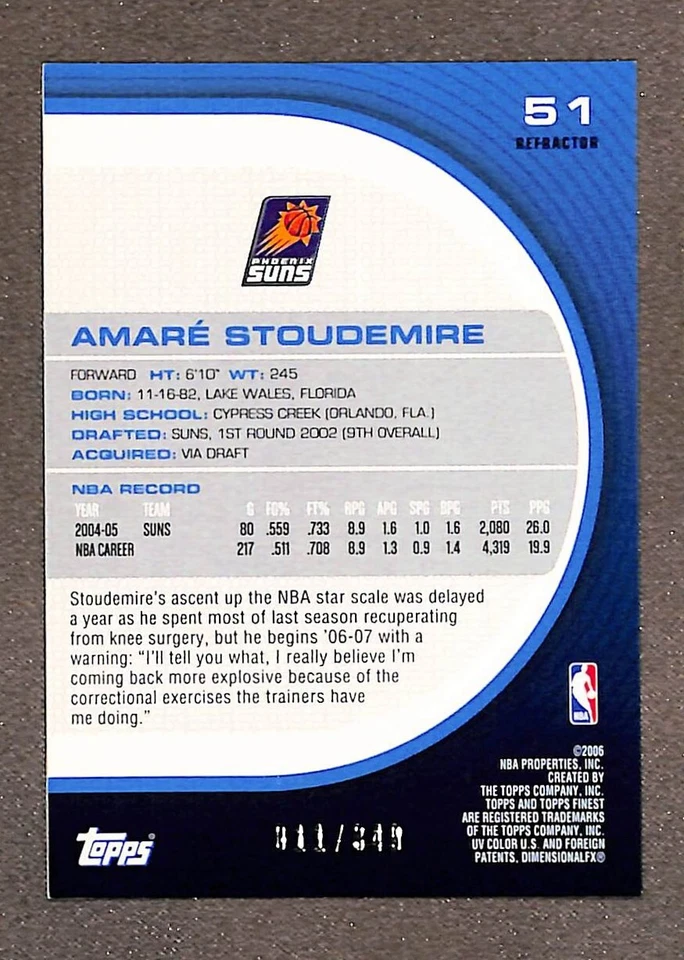 51
REFRACTOR
PHOENIX
SUNS
AMARÉ STOUDEMIRE
FORWARD HT: 6'10" WT: 245
BORN: 11-16-82, LAKE WALES, FLORIDA
HIGH SCHOOL: CYPRESS CREEK (ORLANDO, FLA.)
DRAFTED: SUNS, 1ST ROUND 2002 (9TH OVERALL)
ACQUIRED: VIA DRAFT
NBA RECORD
YEAR TEAM G FG% FT% RPG APG SPG BPG PTS PPG
2004-05 SUNS 80 .559 .733 8.9 1.6 1.0 1.6 2,080 26.0
NBA CAREER 217 .511 .708 8.9 1.3 0.9 1.4 4,319 19.9
Stoudemire's ascent up the NBA star scale was delayed
a year as he spent most of last season recuperating
from knee surgery, but he begins '06-07 with a
warning: “I'll tell you what, I really believe I'm
coming back more explosive because of the
correctional exercises the trainers have
me doing.”
NBA
©2006
NBA PROPERTIES, INC.
CREATED BY
THE TOPPS COMPANY, INC.
TOPPS AND TOPPS FINEST
ARE REGISTERED TRADEMARKS
OF THE TOPPS COMPANY, INC.
UV COLOR U.S. AND FOREIGN
PATENTS, DIMENSIONALFX®
topps®